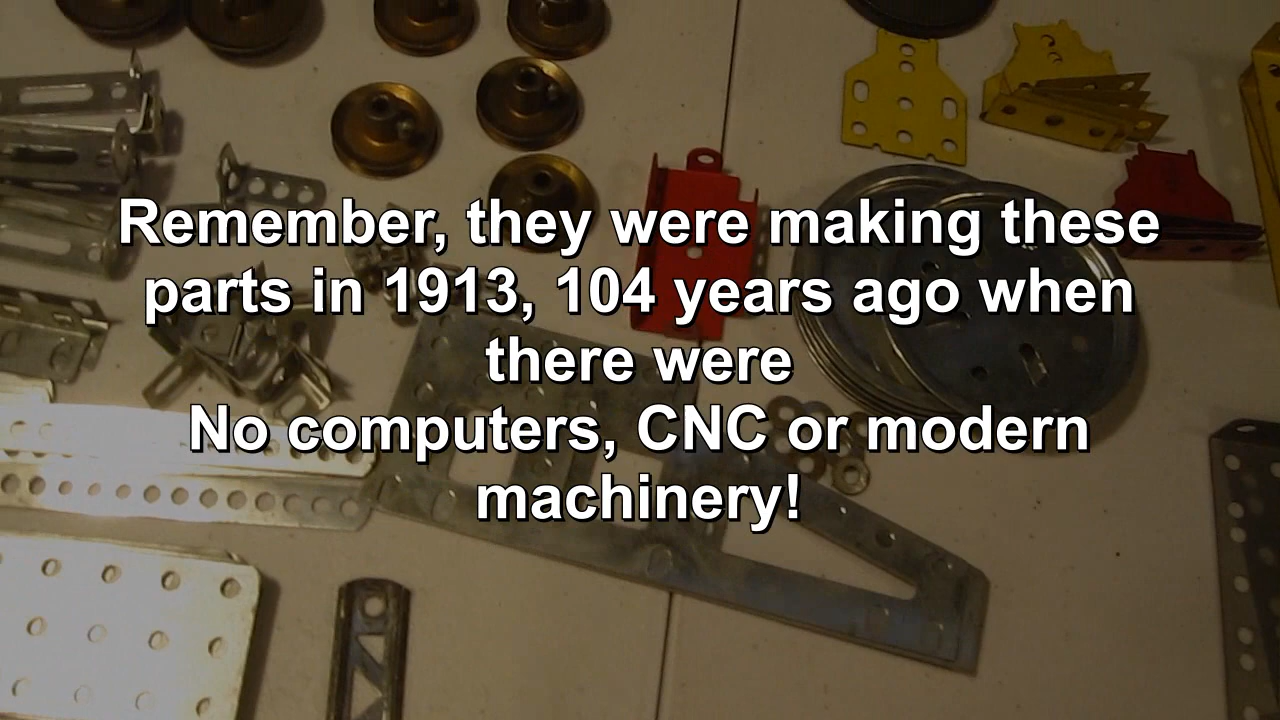 Remember, they were making these
parts in 1913, 104 years ago when
there were
No computers, CNC or modern
machinery!